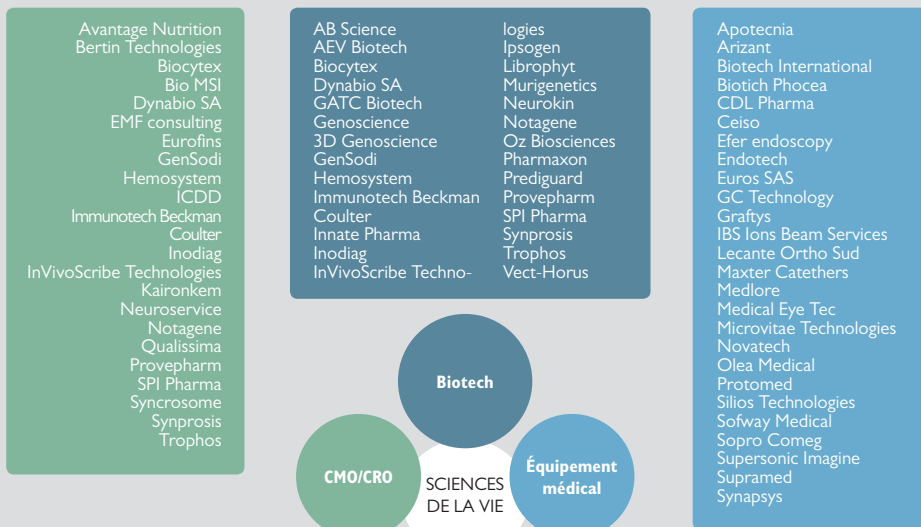 Avantage Nutrition
Bertin Technologies
Biocytex
Bio MSI
Dynabio SA
EMF consulting
Eurofins
GenSodi
Hemosystem
ICDD
Immunotech Beckman
Coulter
Inodiag
InVivoScribe Technologies
Kaironkem
Neuroservice
Notagene
Qualissima
Provepharm
SPI Pharma
Syncrosome
Synprosis
Trophos
AB Science
AEV Biotech
Biocytex
Dynabio SA
GATC Biotech
Genoscience
3D Genoscience
GenSodi
Hemosystem
Immunotech Beckman
Coulter
Innate Pharma
Inodiag
InVivoScribe Techno-
logies
Ipsogen
Librophyt
Murigenetics
Neurokin
Notagene
Oz Biosciences
Pharmaxon
Prediguard
Provepharm
SPI Pharma
Synprosis
Trophos
Vect-Horus
Apotecnia
Arizant
Biotech International
Biotich Phocea
CDL Pharma
Ceiso
Efer endoscopy
Endotech
Euros SAS
GC Technology
Graftys
IBS Ions Beam Services
Lecante Ortho Sud
Maxter Catethers
Medlore
Medical Eye Tec
Microvitae Technologies
Novatech
Olea Medical
Protomed
Silios Technologies
Sofway Medical
Sopro Comeg
Supersonic Imagine
Supramed
Synapsys
Biotech
CMO/CRO
SCIENCES
DE LA VIE
Équipement
médical